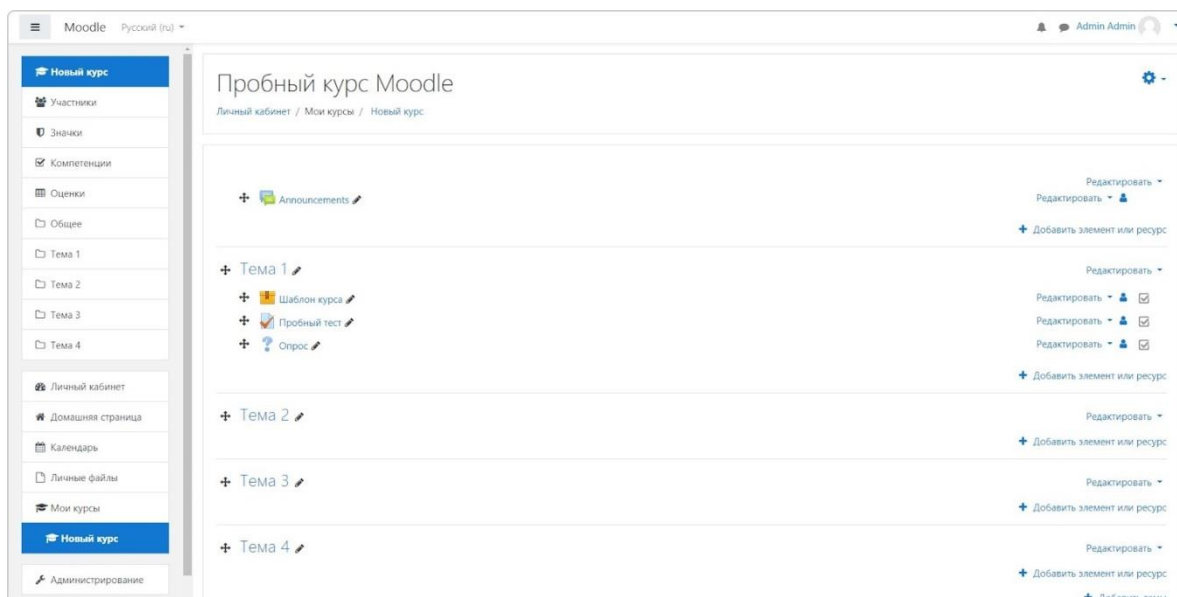 Moodle Русский (ru)
Admin Admin
Новый курс
Участники
Значки
Компетенции
Оценки
Общее
Тема 1
Тема 2
Тема 3
Тема 4
Личный кабинет
Домашняя страница
Календарь
Личные файлы
Мои курсы
Новый курс
Администрирование
Пробный курс Moodle
Личный кабинет / Мои курсы / Новый курс
Редактировать
Announcements Редактировать
Добавить элемент или ресурс
Тема 1 Редактировать
Шаблон курса Редактировать
Пробный тест Редактировать
Опрос Редактировать
Добавить элемент или ресурс
Тема 2 Редактировать
Добавить элемент или ресурс
Тема 3 Редактировать
Добавить элемент или ресурс
Тема 4 Редактировать
Добавить элемент или ресурс